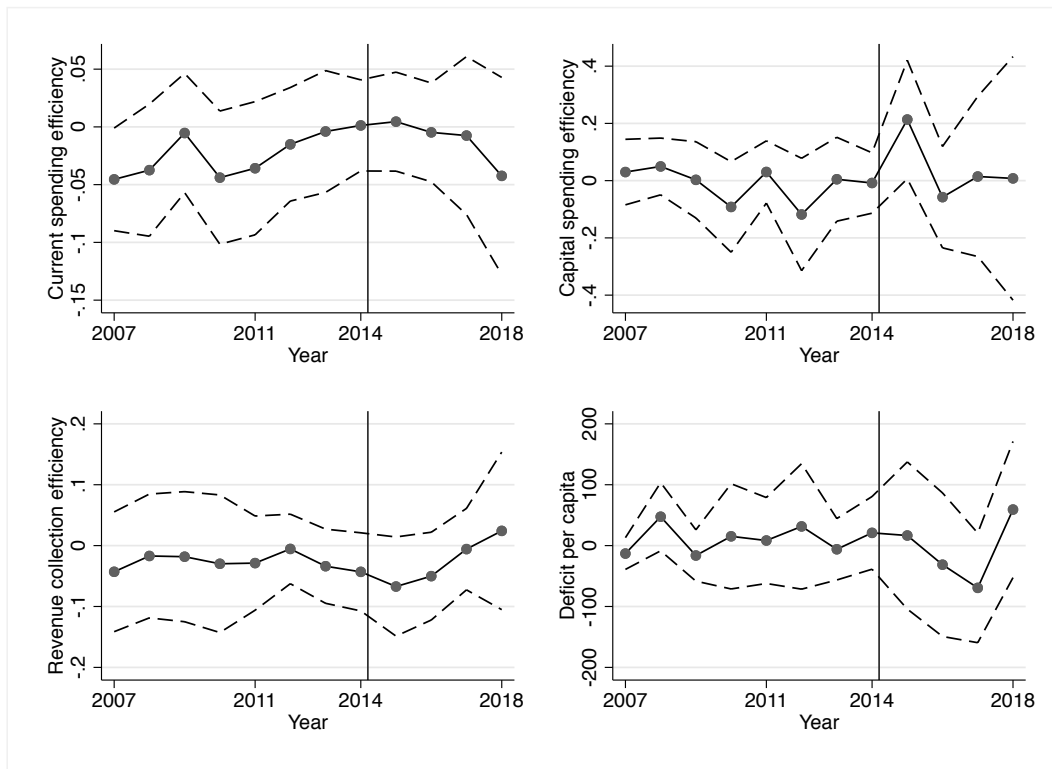 Current spending efficiency
.05
0
-.05
-.1
-.15
2007 2011 2014 2018
Year
Capital spending efficiency
.4
.2
0
-.2
-.4
2007 2011 2014 2018
Year
Revenue collection efficiency
.2
.1
0
-.1
-.2
2007 2011 2014 2018
Year
Deficit per capita
200
100
0
-100
-200
2007 2011 2014 2018
Year